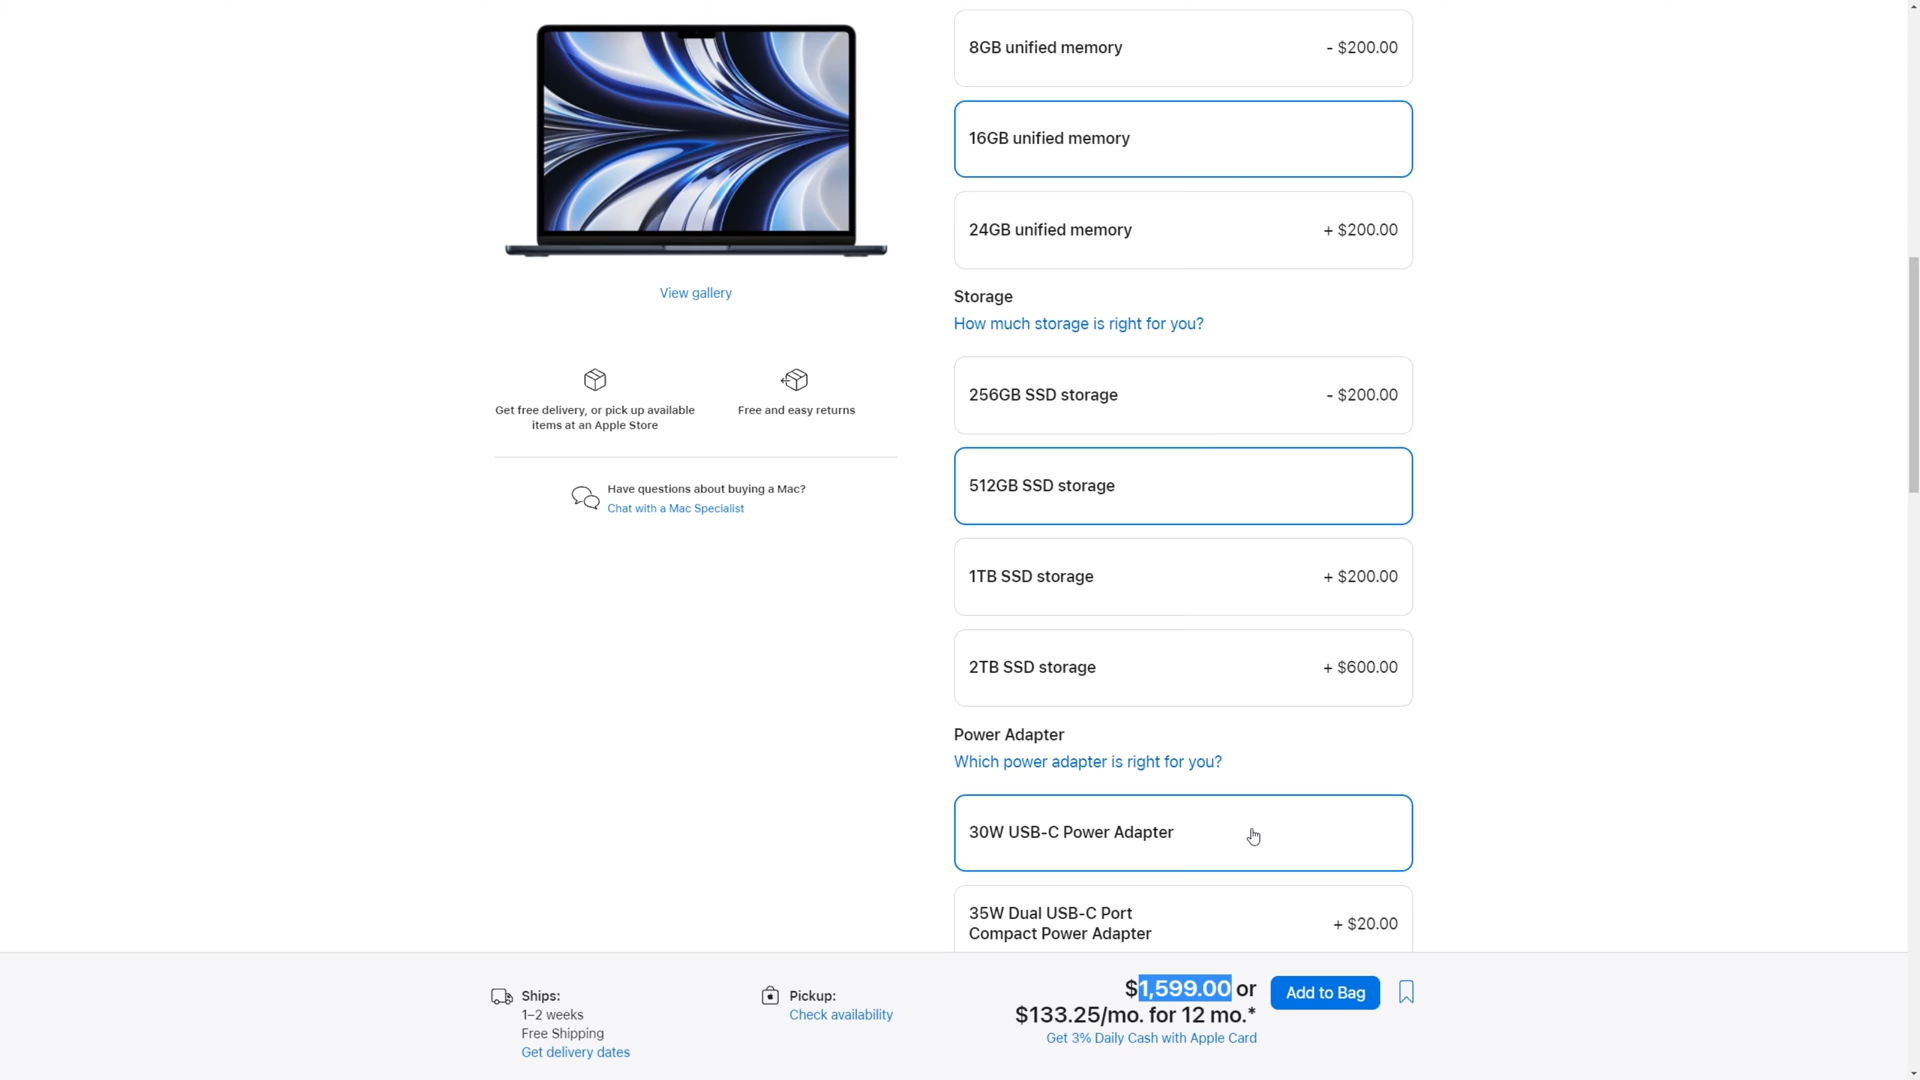 8GB unified memory - $200.00
16GB unified memory
24GB unified memory + $200.00
View gallery
Storage
How much storage is right for you?
Get free delivery, or pick up available
items at an Apple Store
Free and easy returns
256GB SSD storage - $200.00
Have questions about buying a Mac?
Chat with a Mac Specialist
512GB SSD storage
1TB SSD storage + $200.00
2TB SSD storage + $600.00
Power Adapter
Which power adapter is right for you?
30W USB-C Power Adapter
35W Dual USB-C Port
Compact Power Adapter + $20.00
Ships:
1–2 weeks
Free Shipping
Get delivery dates
Pickup:
Check availability
$1,599.00 or
$133.25/mo. for 12 mo.*
Get 3% Daily Cash with Apple Card
Add to Bag